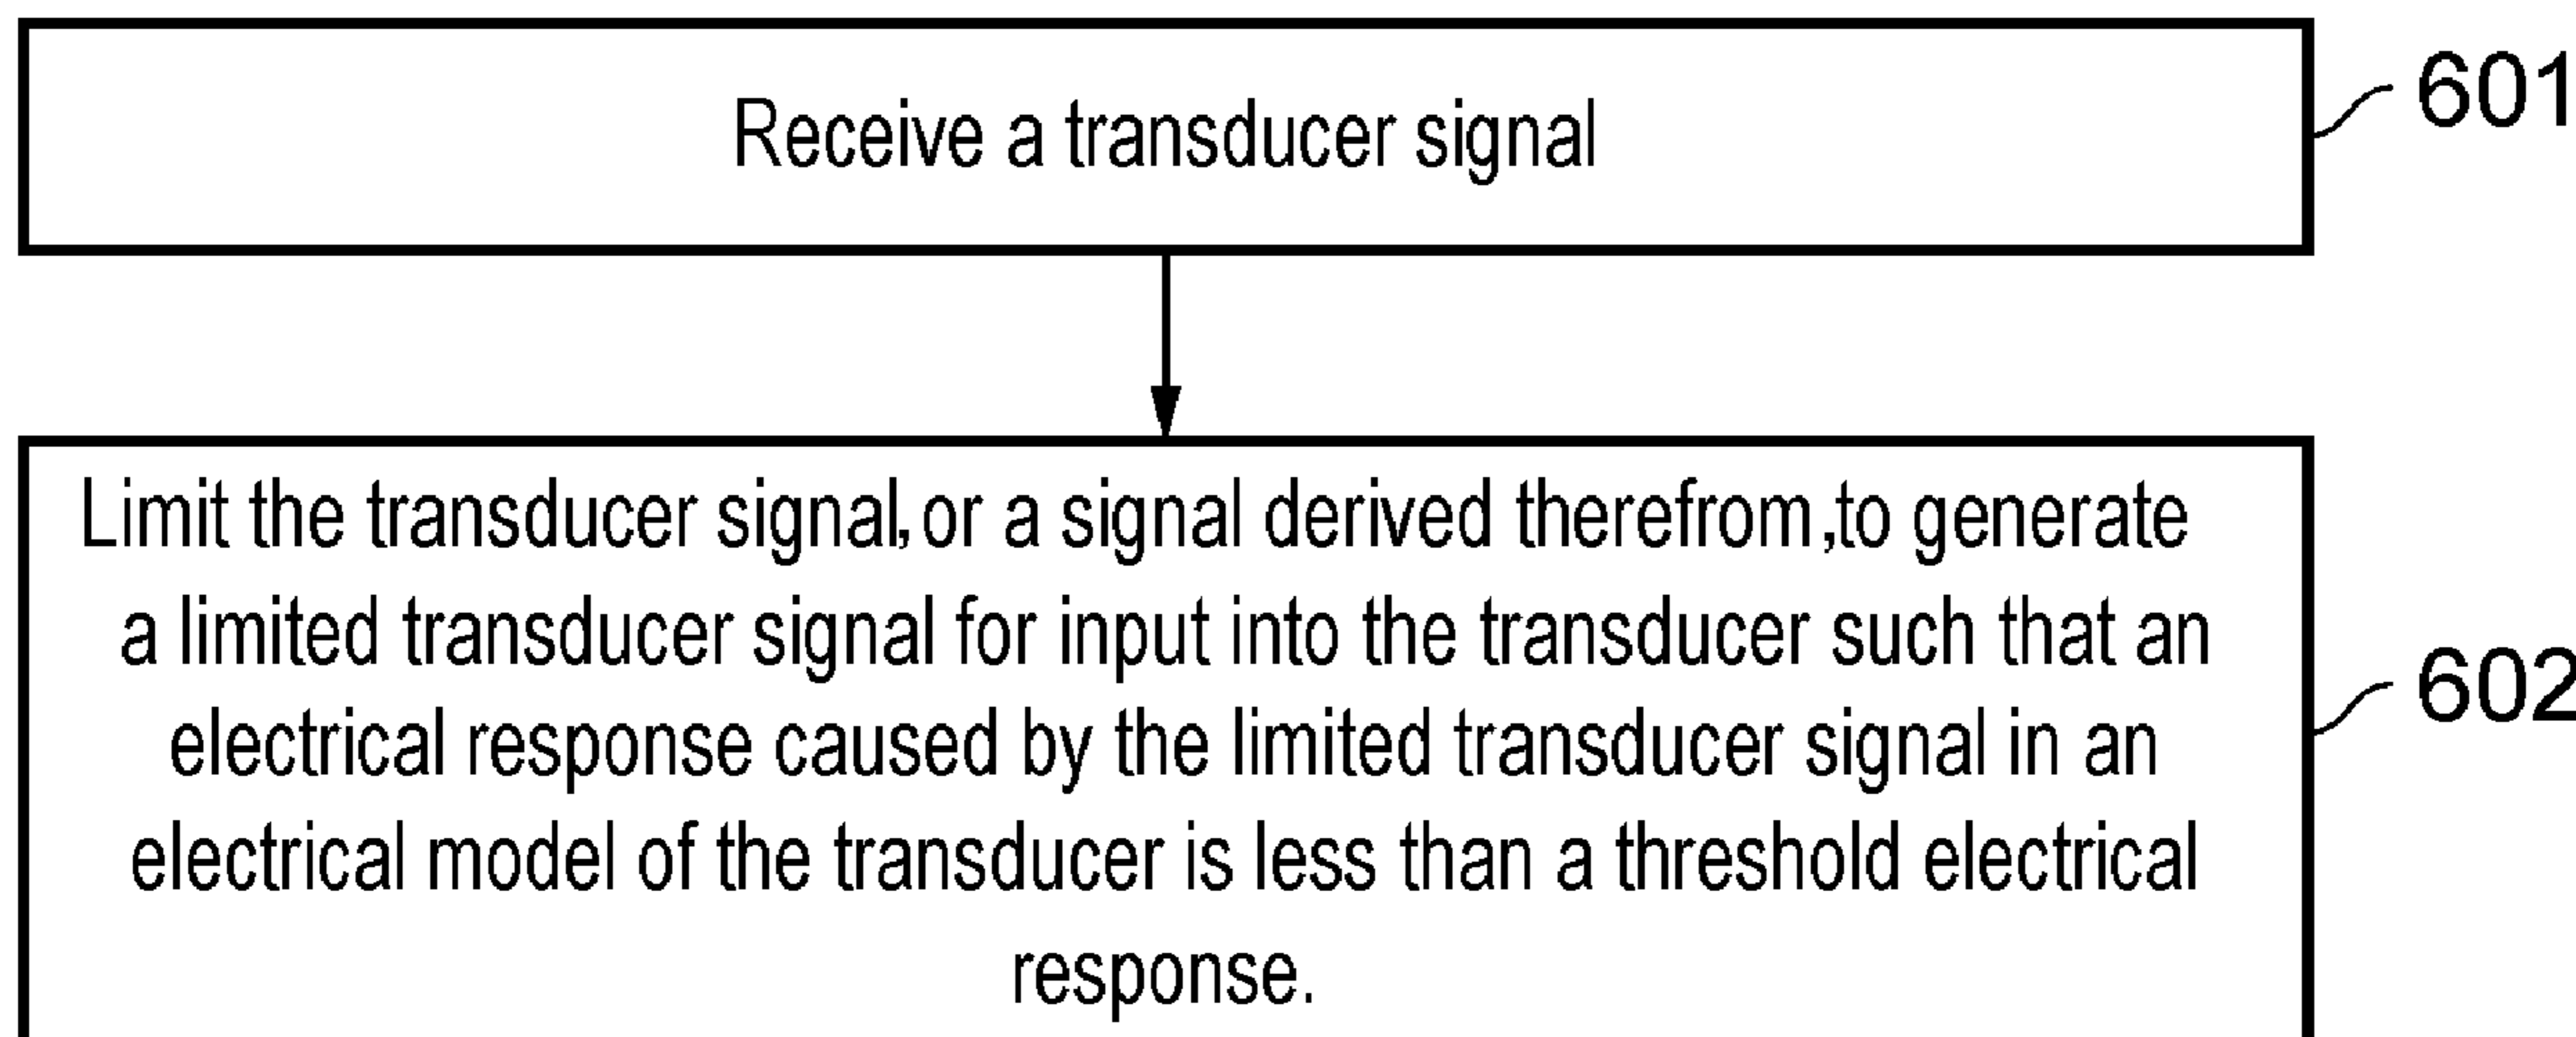 Receive a transducer signal
601
Limit the transducer signal, or a signal derived therefrom ,to generate
a limited transducer signal for input into the transducer such that an
electrical response caused by the limited transducer signal in an
electrical model of the transducer is less than a threshold electrical
response.
602